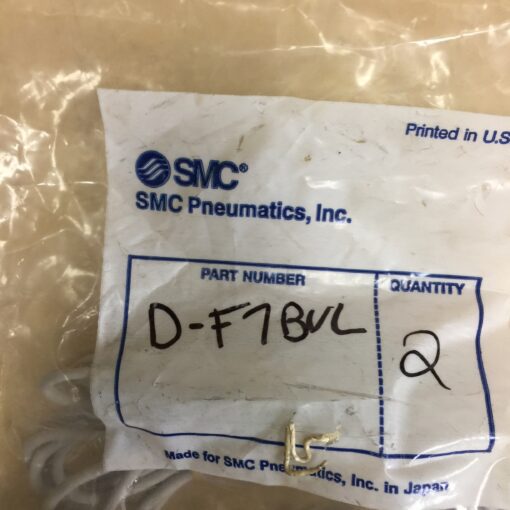 Printed in U.S
SMC®
SMC Pneumatics, Inc.
PART NUMBER QUANTITY
D-F7BVL 2
Made for SMC Pneumatics, Inc. in Japan